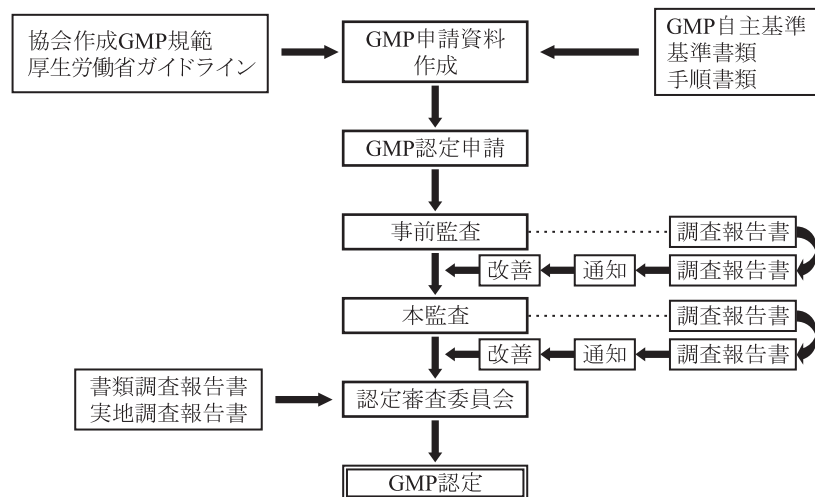 協会作成GMP規範
厚生労働省ガイドライン
GMP申請資料
作成
GMP自主基準
基準書類
手順書類
GMP認定申請
事前監査
調査報告書
改善
通知
調査報告書
本監査
調査報告書
改善
通知
調査報告書
書類調査報告書
実地調査報告書
認定審査委員会
GMP認定